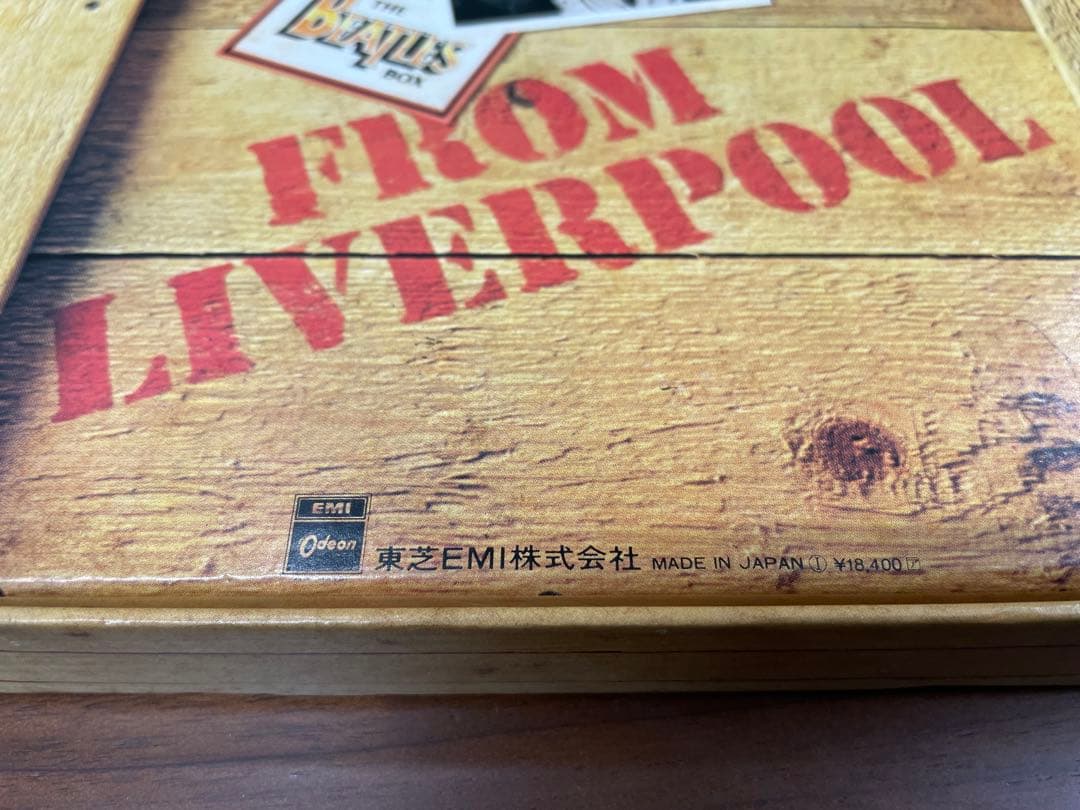 THE
BEATLES
BOX
FROM
LIVERPOOL
EMI
Odeon
東芝EMI株式会社 MADE IN JAPAN ① ¥18,400